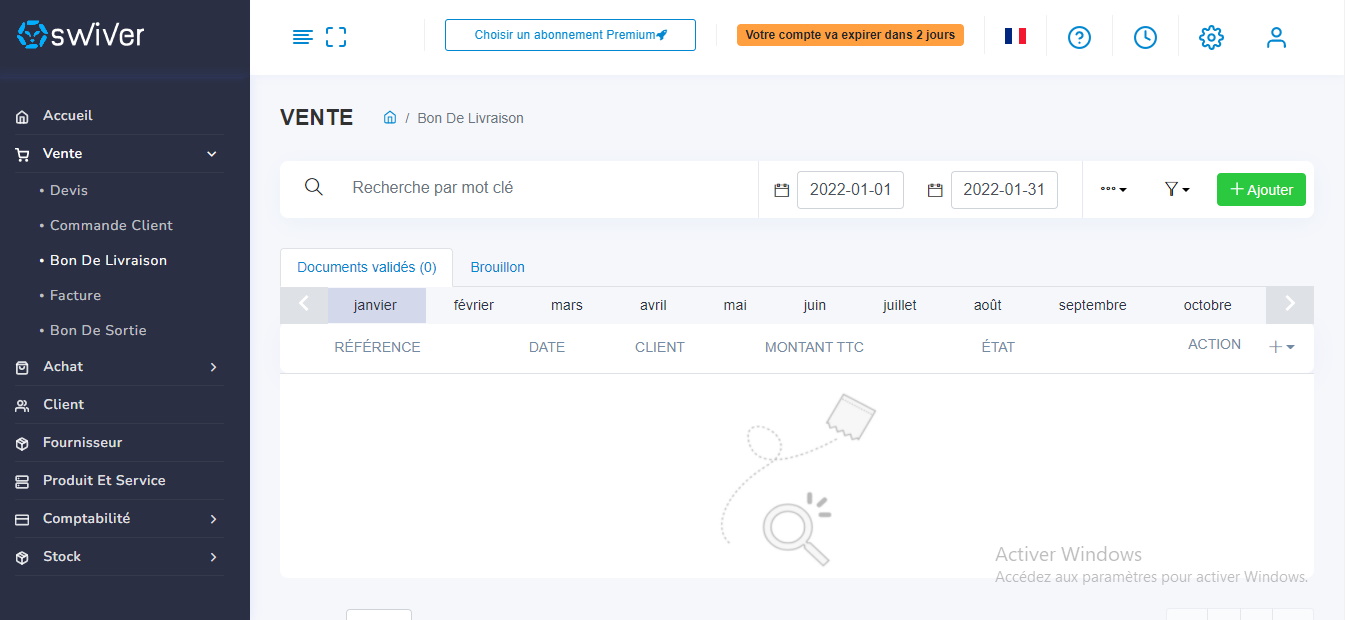 swiver
Choisir un abonnement Premium
Votre compte va expirer dans 2 jours
Accueil
Vente
• Devis
• Commande Client
• Bon De Livraison
• Facture
• Bon De Sortie
Achat
Client
Fournisseur
Produit Et Service
Comptabilité
Stock
VENTE / Bon De Livraison
Recherche par mot clé 2022-01-01 2022-01-31 Ajouter
Documents validés (0) Brouillon
janvier février mars avril mai juin juillet août septembre octobre
RÉFÉRENCE DATE CLIENT MONTANT TTC ÉTAT ACTION
Activer Windows
Accédez aux paramètres pour activer Windows.